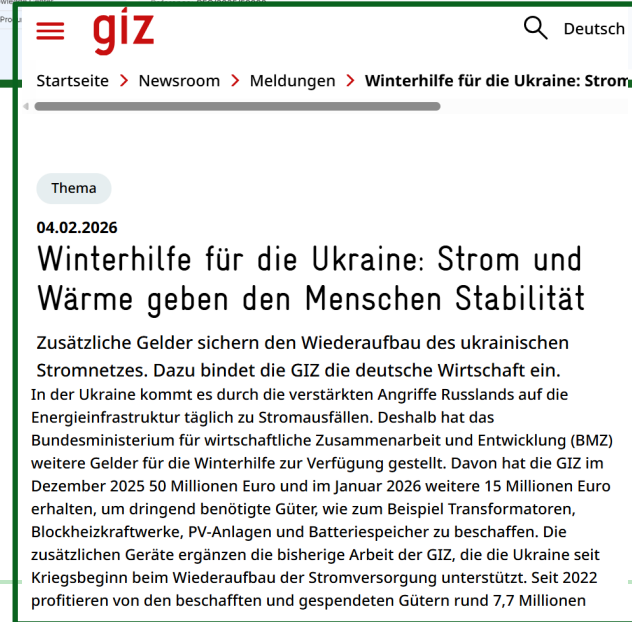 giz
Deutsch
Startseite > Newsroom > Meldungen > Winterhilfe für die Ukraine: Strom
Thema
04.02.2026
Winterhilfe für die Ukraine: Strom und
Wärme geben den Menschen Stabilität
Zusätzliche Gelder sichern den Wiederaufbau des ukrainischen
Stromnetzes. Dazu bindet die GIZ die deutsche Wirtschaft ein.
In der Ukraine kommt es durch die verstärkten Angriffe Russlands auf die
Energieinfrastruktur täglich zu Stromausfällen. Deshalb hat das
Bundesministerium für wirtschaftliche Zusammenarbeit und Entwicklung (BMZ)
weitere Gelder für die Winterhilfe zur Verfügung gestellt. Davon hat die GIZ im
Dezember 2025 50 Millionen Euro und im Januar 2026 weitere 15 Millionen Euro
erhalten, um dringend benötigte Güter, wie zum Beispiel Transformatoren,
Blockheizkraftwerke, PV-Anlagen und Batteriespeicher zu beschaffen. Die
zusätzlichen Geräte ergänzen die bisherige Arbeit der GIZ, die die Ukraine seit
Kriegsbeginn beim Wiederaufbau der Stromversorgung unterstützt. Seit 2022
profitieren von den beschafften und gespendeten Gütern rund 7,7 Millionen